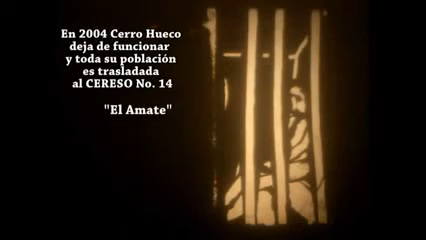 En 2004 Cerro Hueco
deja de funcionar
y toda su población
es trasladada
al CERESO No. 14
"El Amate"